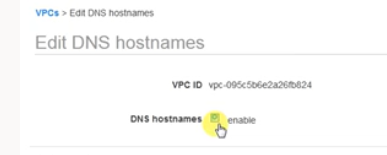 VPCs > Edit DNS hostnames
Edit DNS hostnames
VPC ID vpc-095c5b6e2a26fb824
DNS hostnames enable